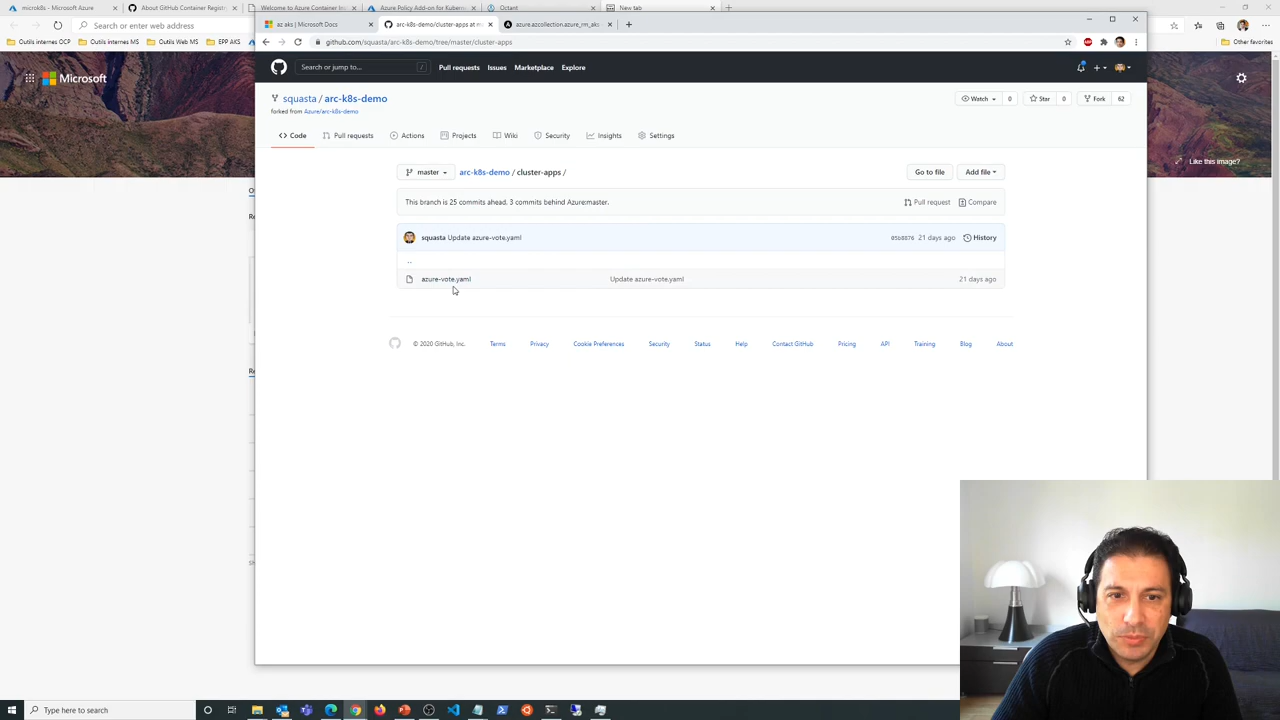 microk8s - Microsoft Azure
About GitHub Container Registr
Welcome to Azure Container Ins
Azure Policy Add-on for Kubern
Octant
New tab
Search or enter web address
az aks | Microsoft Docs
arc-k8s-demo/cluster-apps at m
azure.azcollection.azure_rm_aks
Outils internes OCP
Outils internes MS
Outils Web MS
EPP AKS
Other favorites
github.com/squasta/arc-k8s-demo/tree/master/cluster-apps
Microsoft
Search or jump to...
/
Pull requests
Issues
Marketplace
Explore
squasta / arc-k8s-demo
forked from Azure/arc-k8s-demo
Watch
0
Star
0
Fork
62
Code
Pull requests
Actions
Projects
Wiki
Security
Insights
Settings
Like this image?
master
arc-k8s-demo / cluster-apps /
Go to file
Add file
This branch is 25 commits ahead, 3 commits behind Azure:master.
Pull request
Compare
squasta Update azure-vote.yaml
21 days ago
History
..
azure-vote.yaml
Update azure-vote.yaml
21 days ago
© 2020 GitHub, Inc.
Terms
Privacy
Cookie Preferences
Security
Status
Help
Contact GitHub
Pricing
API
Training
Blog
About
Type here to search